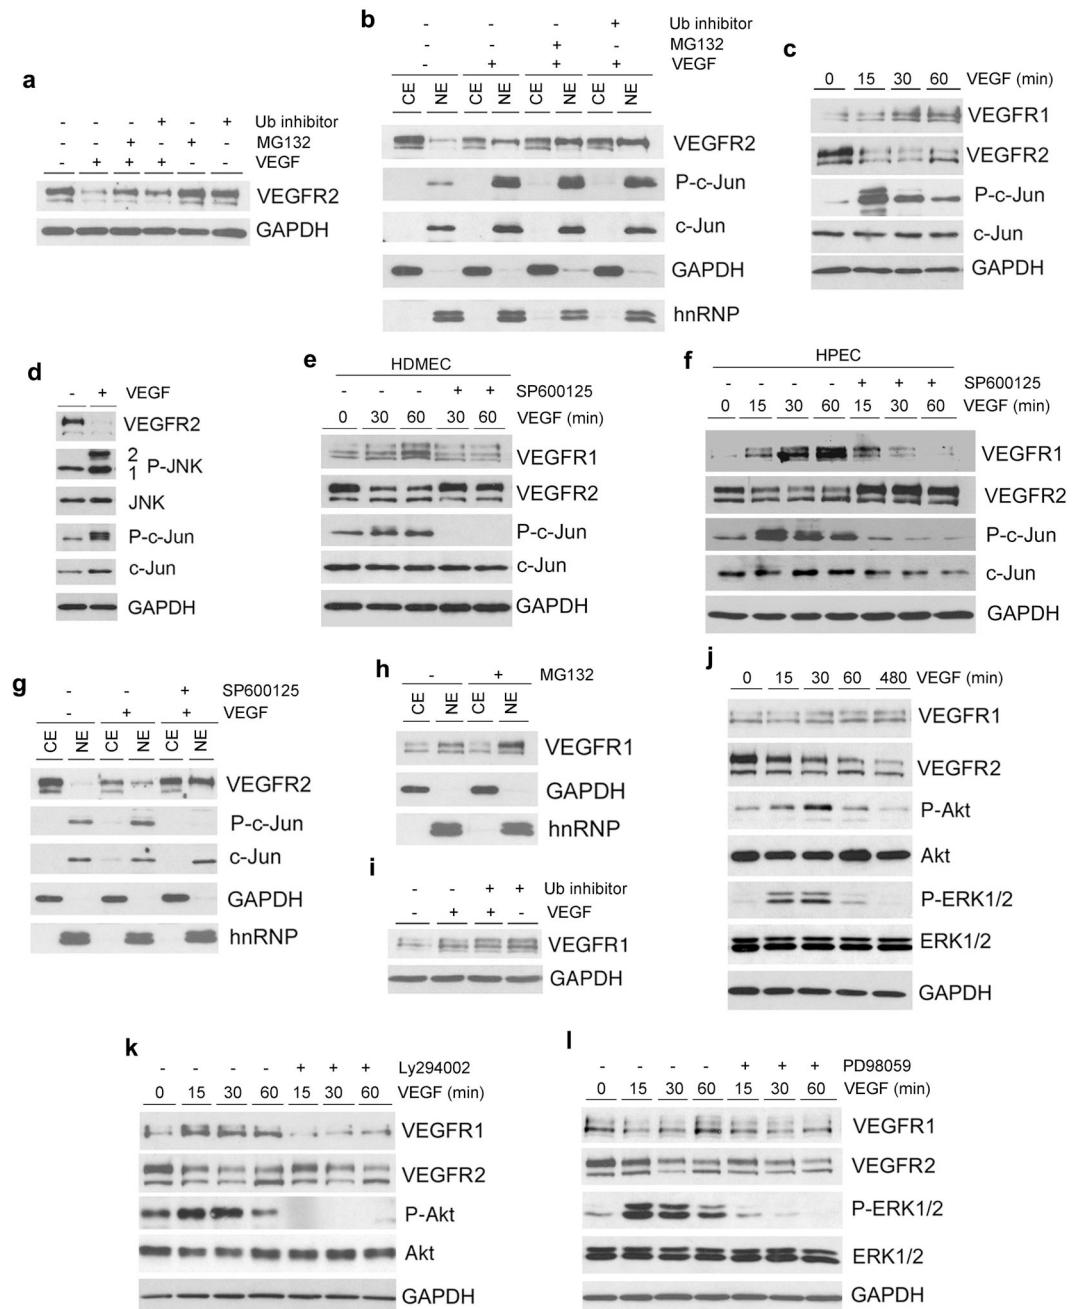 a
- - - + - + Ub inhibitor
- - + - + - MG132
- + + + - - VEGF
VEGFR2
GAPDH
b
- - - + Ub inhibitor
- - + - MG132
- + + + VEGF
CE NE CE NE CE NE CE NE
VEGFR2
P-c-Jun
c-Jun
GAPDH
hnRNP
c
0 15 30 60 VEGF (min)
VEGFR1
VEGFR2
P-c-Jun
c-Jun
GAPDH
d
- + VEGF
VEGFR2
2
1 P-JNK
JNK
P-c-Jun
c-Jun
GAPDH
e
HDMEC
- - - + + SP600125
0 30 60 30 60 VEGF (min)
VEGFR1
VEGFR2
P-c-Jun
c-Jun
GAPDH
f
HPEC
- - - - + + + SP600125
0 15 30 60 15 30 60 VEGF (min)
VEGFR1
VEGFR2
P-c-Jun
c-Jun
GAPDH
g
- - + SP600125
- + + VEGF
CE NE CE NE CE NE
VEGFR2
P-c-Jun
c-Jun
GAPDH
hnRNP
h
- + MG132
CE NE CE NE
VEGFR1
GAPDH
hnRNP
i
- - + + Ub inhibitor
- + + - VEGF
VEGFR1
GAPDH
j
0 15 30 60 480 VEGF (min)
VEGFR1
VEGFR2
P-Akt
Akt
P-ERK1/2
ERK1/2
GAPDH
k
- - - - + + + Ly294002
0 15 30 60 15 30 60 VEGF (min)
VEGFR1
VEGFR2
P-Akt
Akt
GAPDH
l
- - - - + + + PD98059
0 15 30 60 15 30 60 VEGF (min)
VEGFR1
VEGFR2
P-ERK1/2
ERK1/2
GAPDH